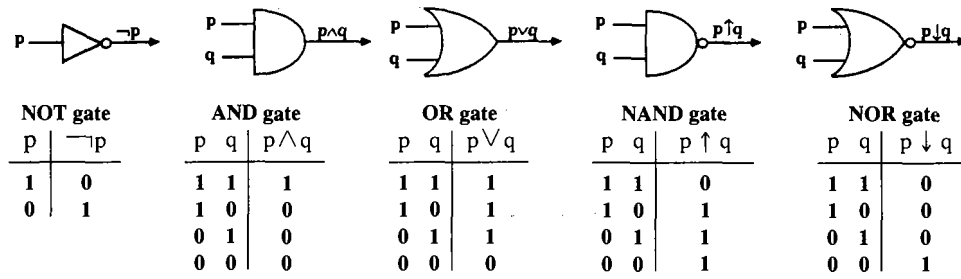 p ¬p p q p∧q p q p∨q p q p↑q p q p↓q
NOT gate AND gate OR gate NAND gate NOR gate
p ¬p p q p∧q p q p∨q p q p ↑ q p q p ↓ q
1 0 1 1 1 1 1 1 1 1 0 1 1 0
0 1 1 0 0 1 0 1 1 0 1 1 0 0
0 1 0 0 1 1 0 1 1 0 1 0
0 0 0 0 0 0 0 0 1 0 0 1